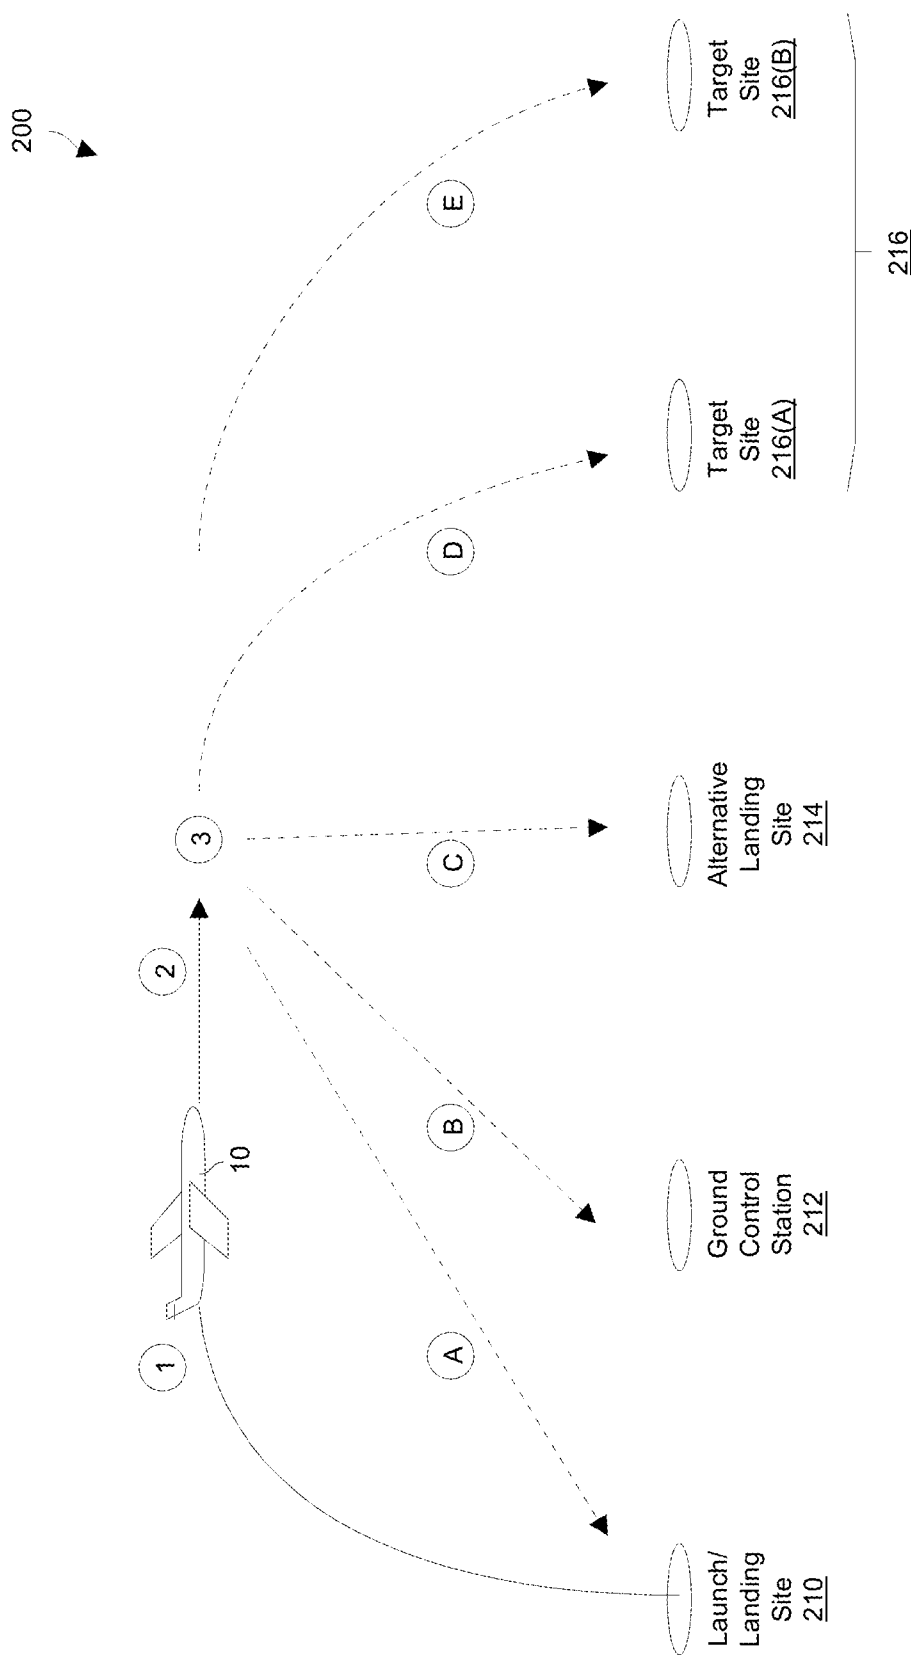 200
1
2
3
10
A
B
C
D
E
Launch/
Landing
Site
210
Ground
Control
Station
212
Alternative
Landing
Site
214
Target
Site
216(A)
Target
Site
216(B)
216